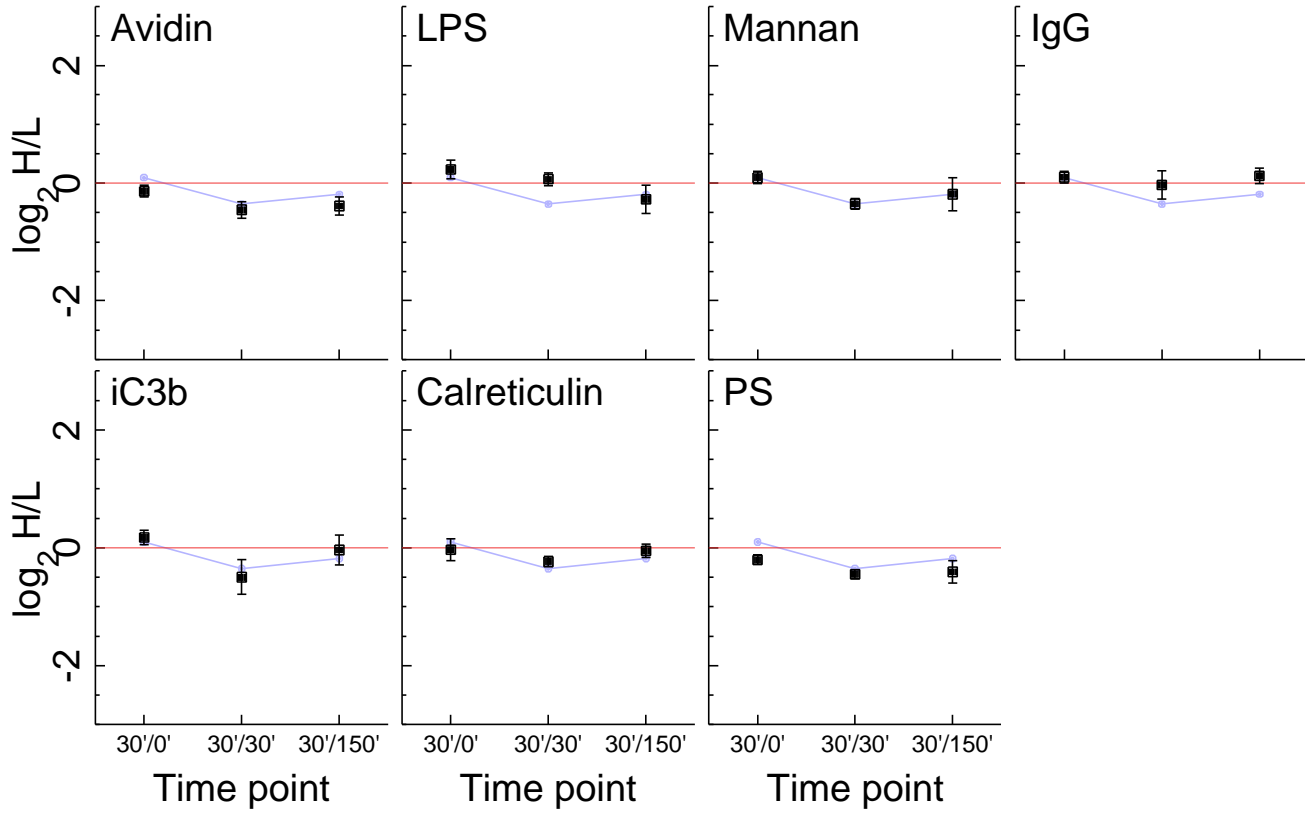 Avidin
LPS
Mannan
IgG
2
0
-2
log2 H/L
iC3b
Calreticulin
PS
2
0
-2
log2 H/L
30'/0' 30'/30' 30'/150'
30'/0' 30'/30' 30'/150'
30'/0' 30'/30' 30'/150'
Time point
Time point
Time point